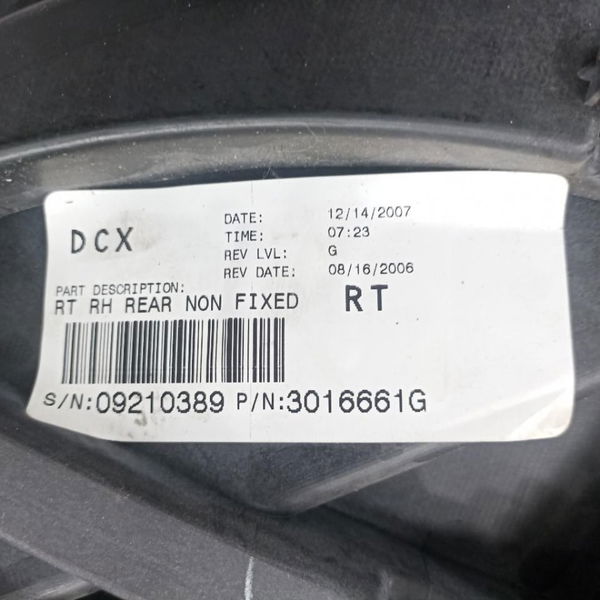 DCX
DATE: 12/14/2007
TIME: 07:23
REV LVL: G
REV DATE: 08/16/2006
PART DESCRIPTION:
RT RH REAR NON FIXED
RT
S/N:09210389 P/N:3016661G